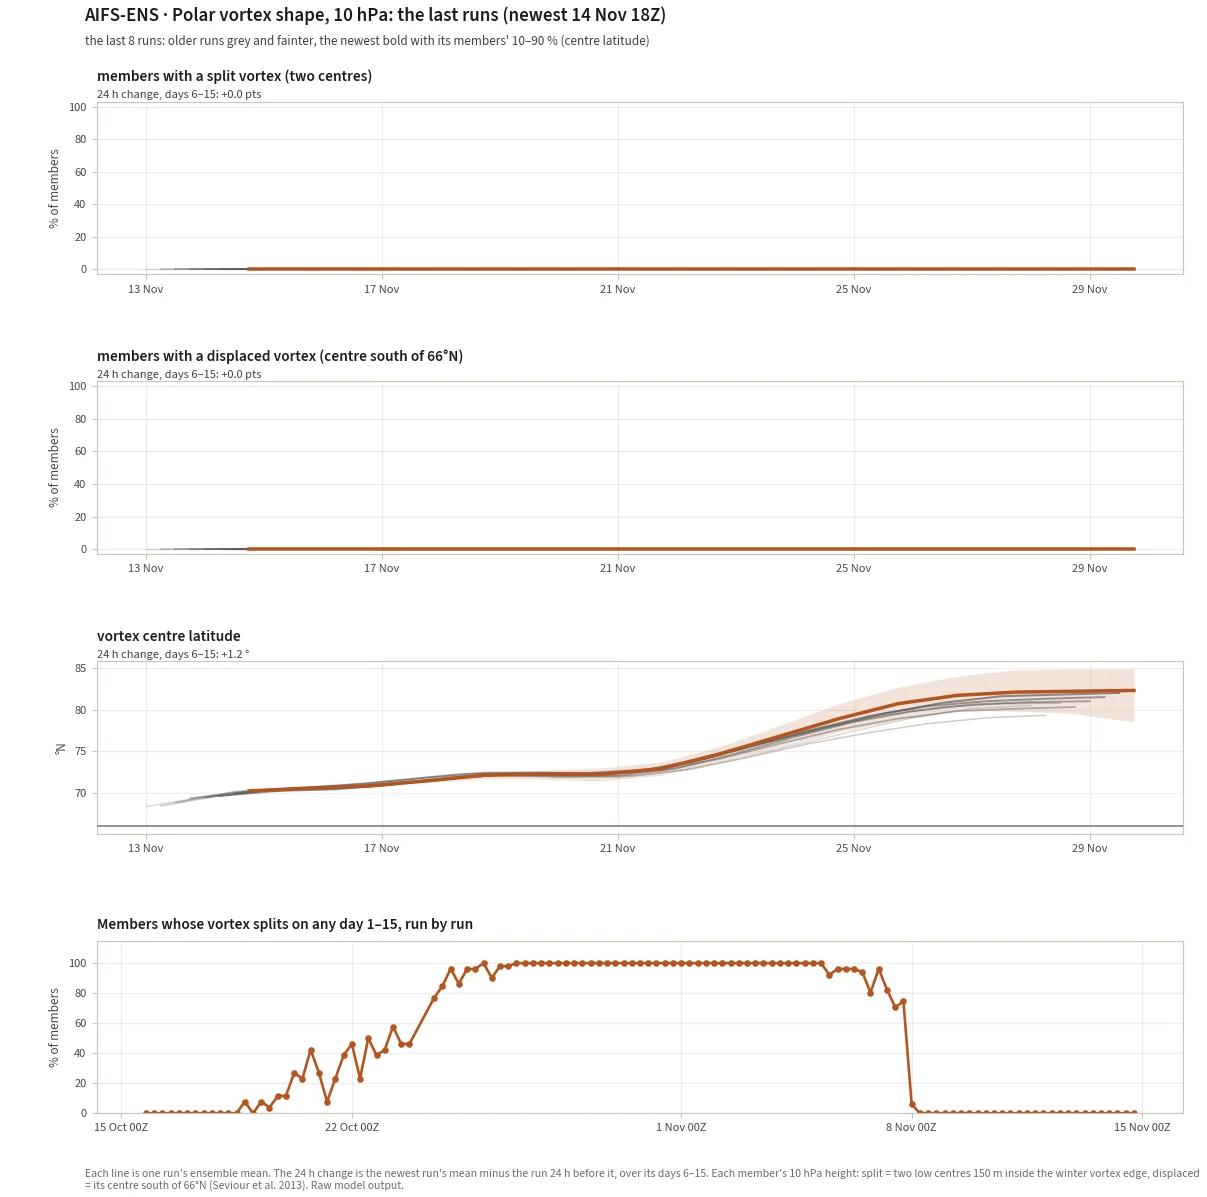 AIFS-ENS · Polar vortex shape, 10 hPa: the last runs (newest 14 Nov 18Z)
the last 8 runs: older runs grey and fainter, the newest bold with its members' 10–90 % (centre latitude)
members with a split vortex (two centres)
24 h change, days 6–15: +0.0 pts
% of members
100
80
60
40
20
0
13 Nov 17 Nov 21 Nov 25 Nov 29 Nov
members with a displaced vortex (centre south of 66°N)
24 h change, days 6–15: +0.0 pts
% of members
100
80
60
40
20
0
13 Nov 17 Nov 21 Nov 25 Nov 29 Nov
vortex centre latitude
24 h change, days 6–15: +1.2 °
°N
85
80
75
70
13 Nov 17 Nov 21 Nov 25 Nov 29 Nov
Members whose vortex splits on any day 1–15, run by run
% of members
100
80
60
40
20
0
15 Oct 00Z 22 Oct 00Z 1 Nov 00Z 8 Nov 00Z 15 Nov 00Z
Each line is one run's ensemble mean. The 24 h change is the newest run's mean minus the run 24 h before it, over its days 6–15. Each member's 10 hPa height: split = two low centres 150 m inside the winter vortex edge, displaced
= its centre south of 66°N (Seviour et al. 2013). Raw model output.